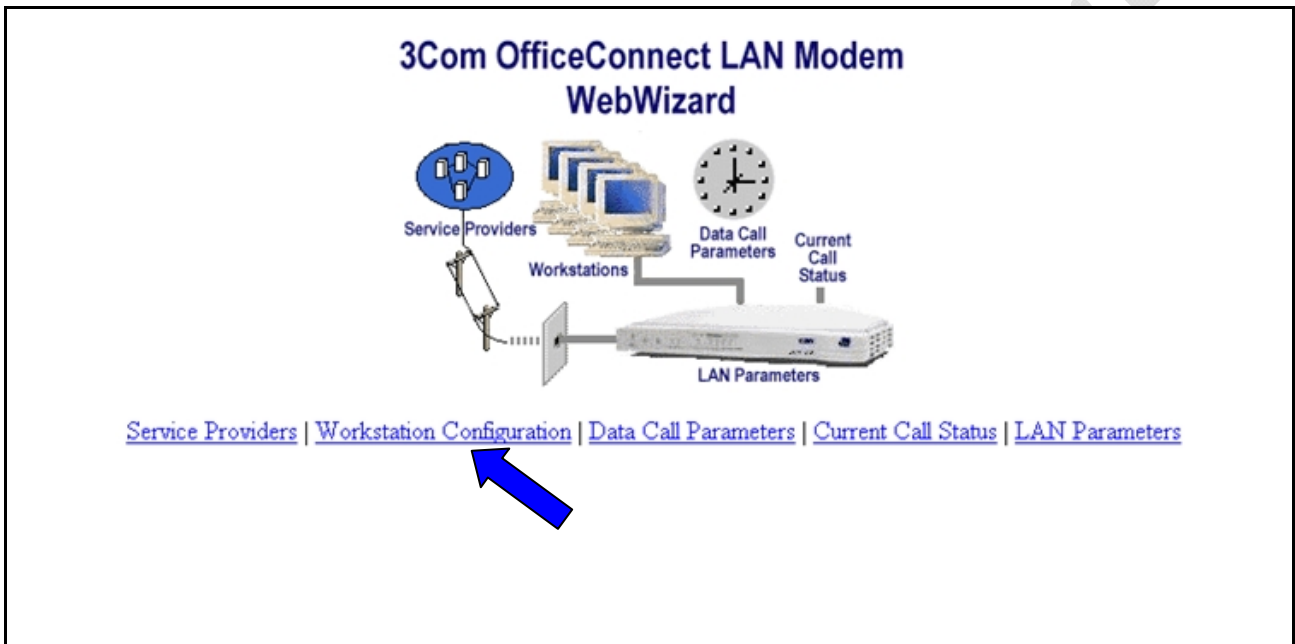 3Com OfficeConnect LAN Modem
WebWizard
Service Providers
Workstations
Data Call
Parameters
Current
Call
Status
LAN Parameters
Service Providers | Workstation Configuration | Data Call Parameters | Current Call Status | LAN Parameters